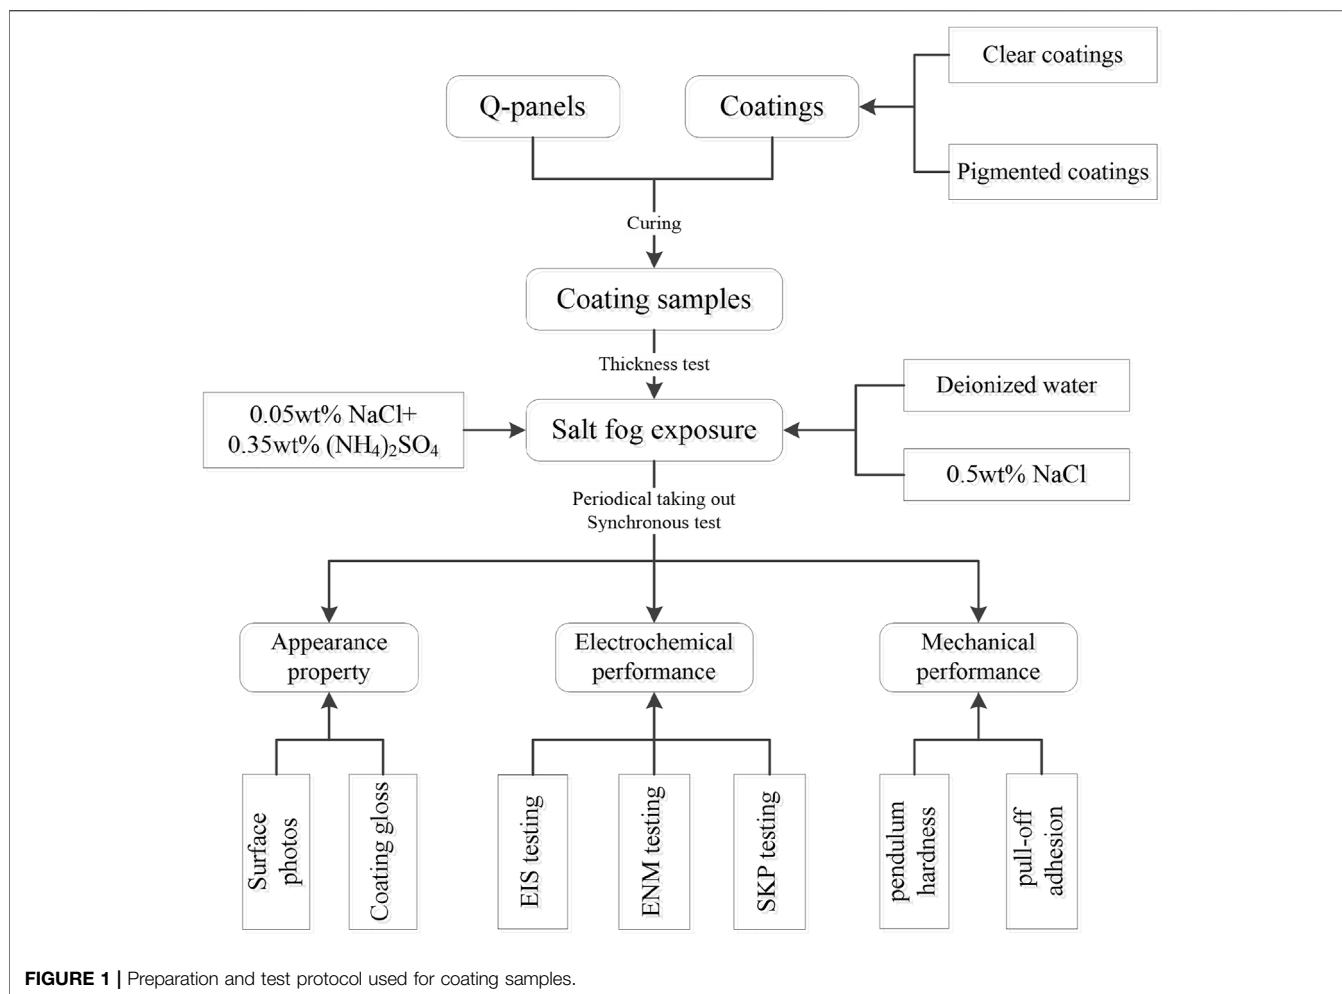 Clear coatings
Q-panels
Coatings
Pigmented coatings
Curing
Coating samples
Thickness test
Deionized water
0.05wt% NaCl+
0.35wt% (NH₄)₂SO₄
Salt fog exposure
0.5wt% NaCl
Periodical taking out
Synchronous test
Appearance
property
Electrochemical
performance
Mechanical
performance
Surface
photos
Coating gloss
EIS testing
ENM testing
SKP testing
pendulum
hardness
pull-off
adhesion
FIGURE 1 | Preparation and test protocol used for coating samples.